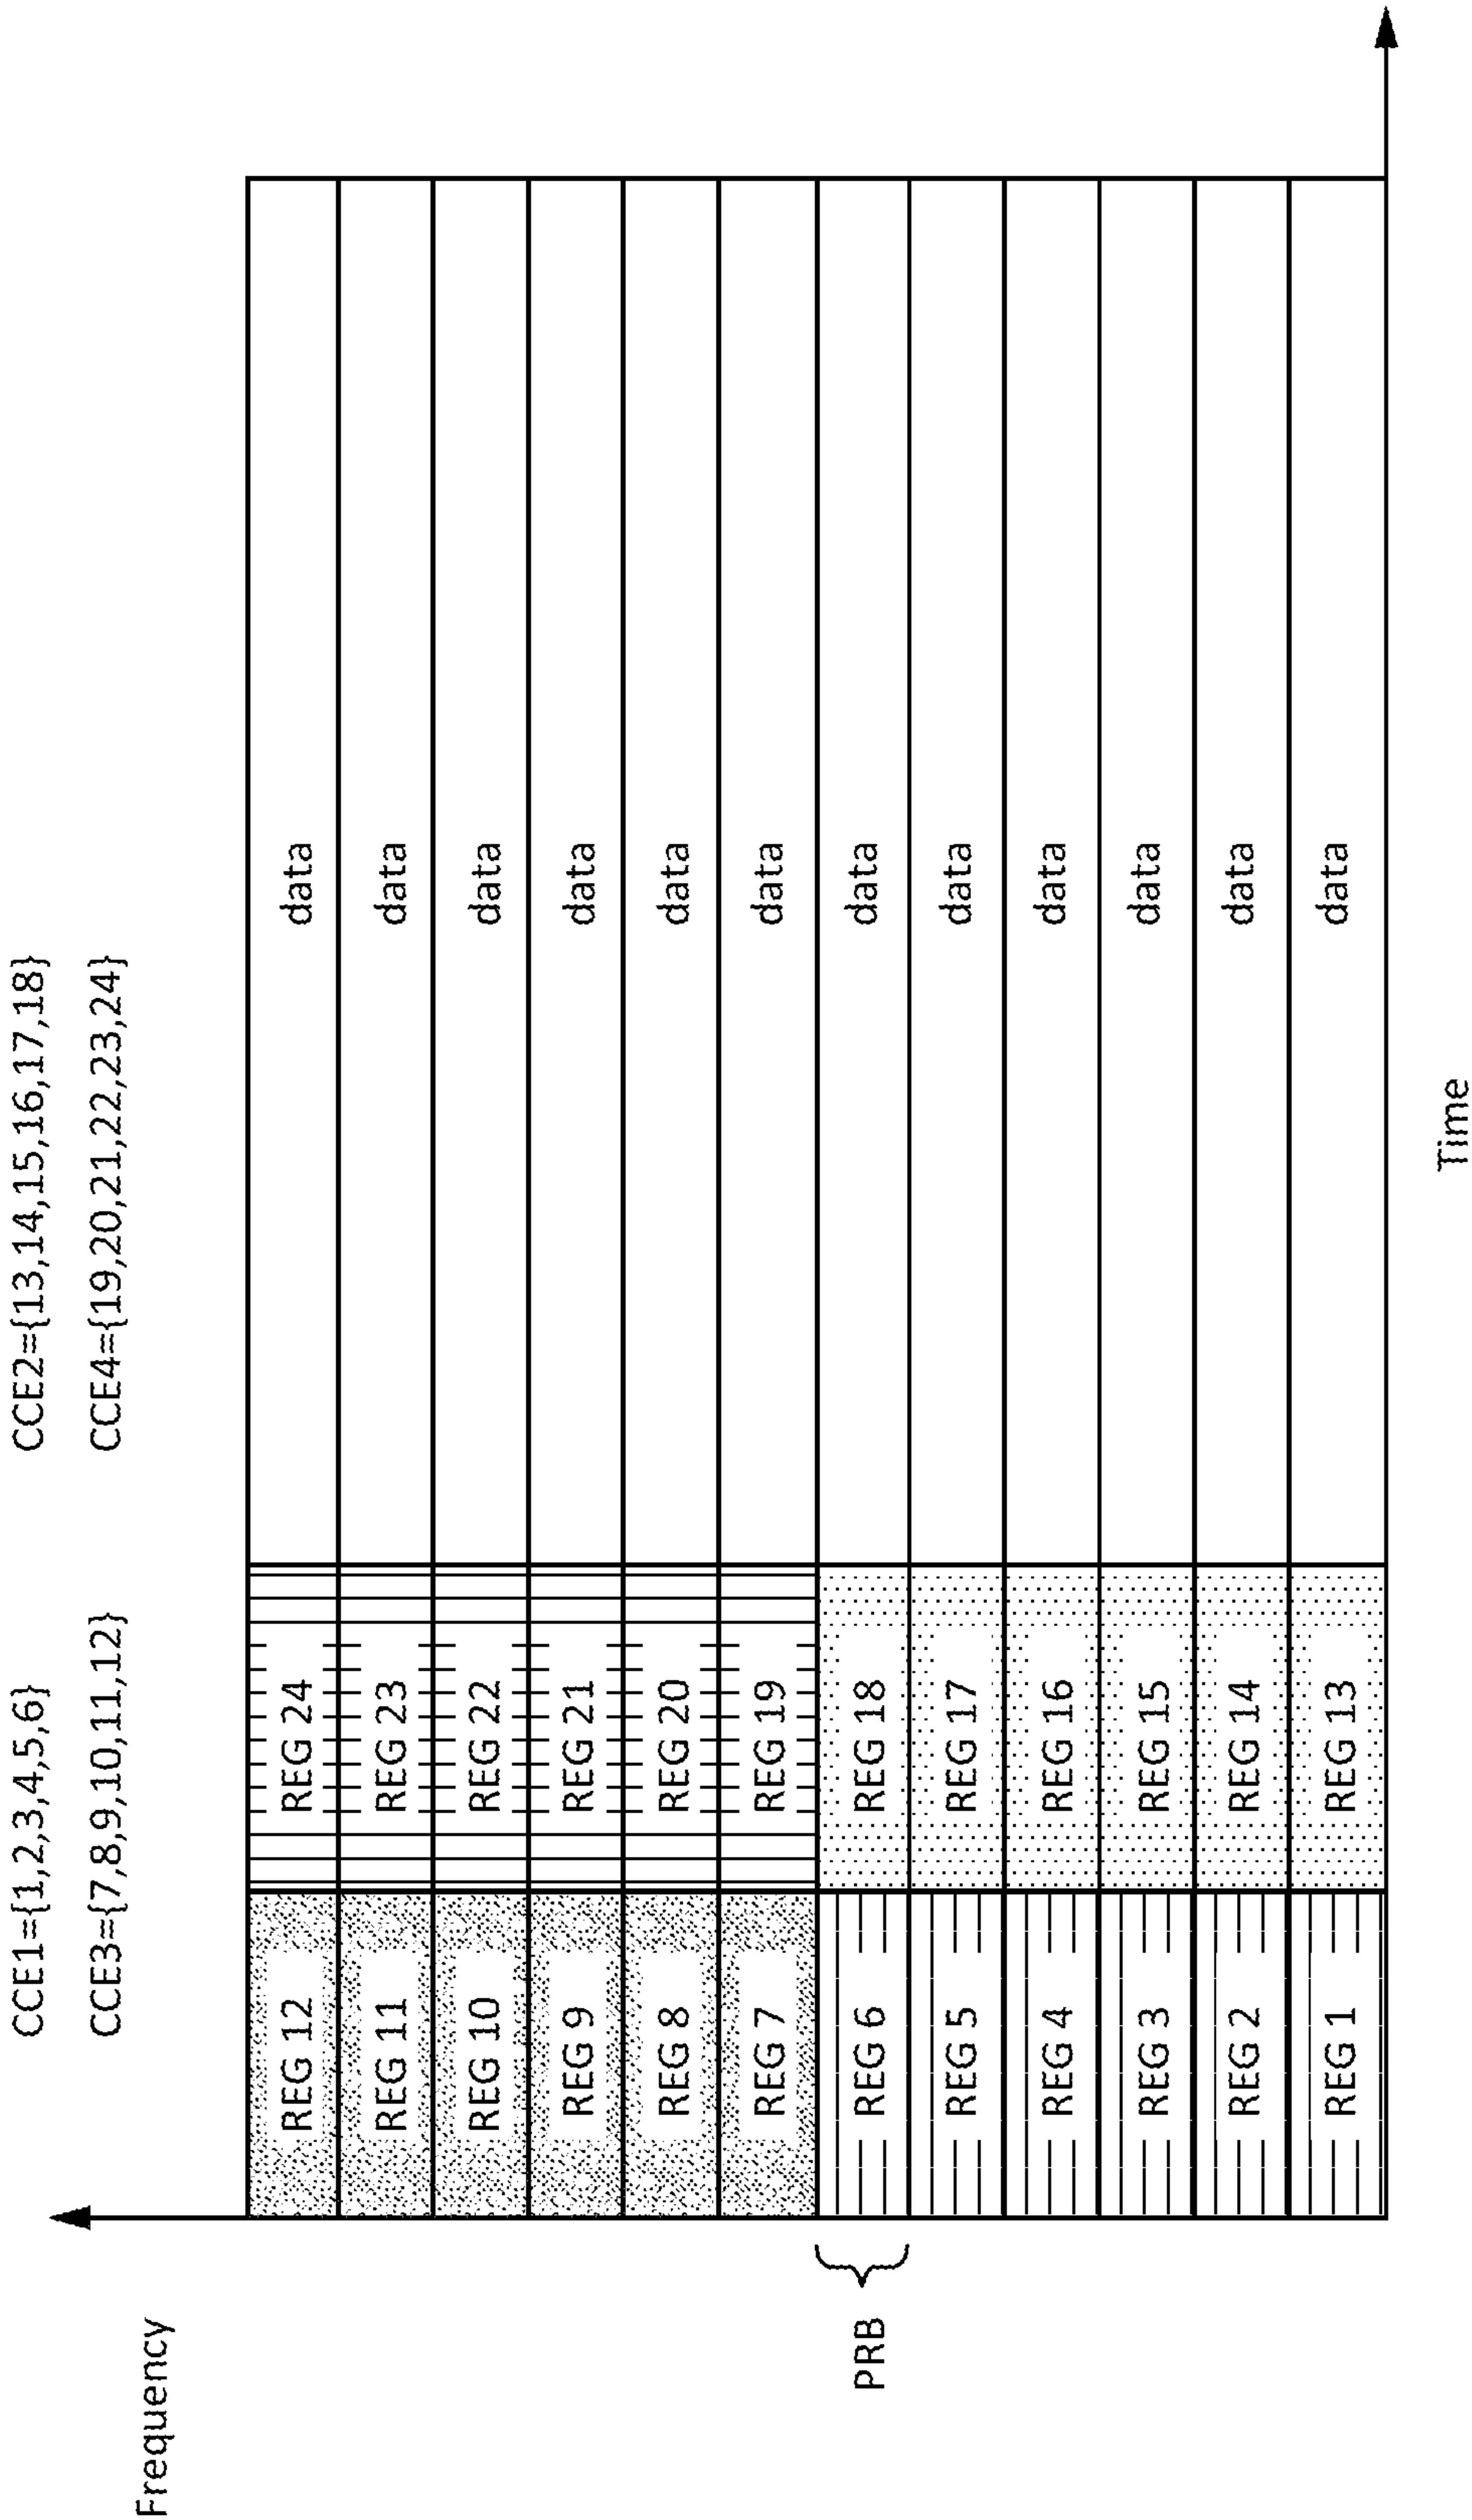 CCE1={1,2,3,4,5,6} CCE2={13,14,15,16,17,18}
CCE3={7,8,9,10,11,12} CCE4={19,20,21,22,23,24}
Frequency
REG 12 REG 24 data
REG 11 REG 23 data
REG 10 REG 22 data
REG 9 REG 21 data
REG 8 REG 20 data
REG 7 REG 19 data
PRB REG 6 REG 18 data
REG 5 REG 17 data
REG 4 REG 16 data
REG 3 REG 15 data
REG 2 REG 14 data
REG 1 REG 13 data
Time